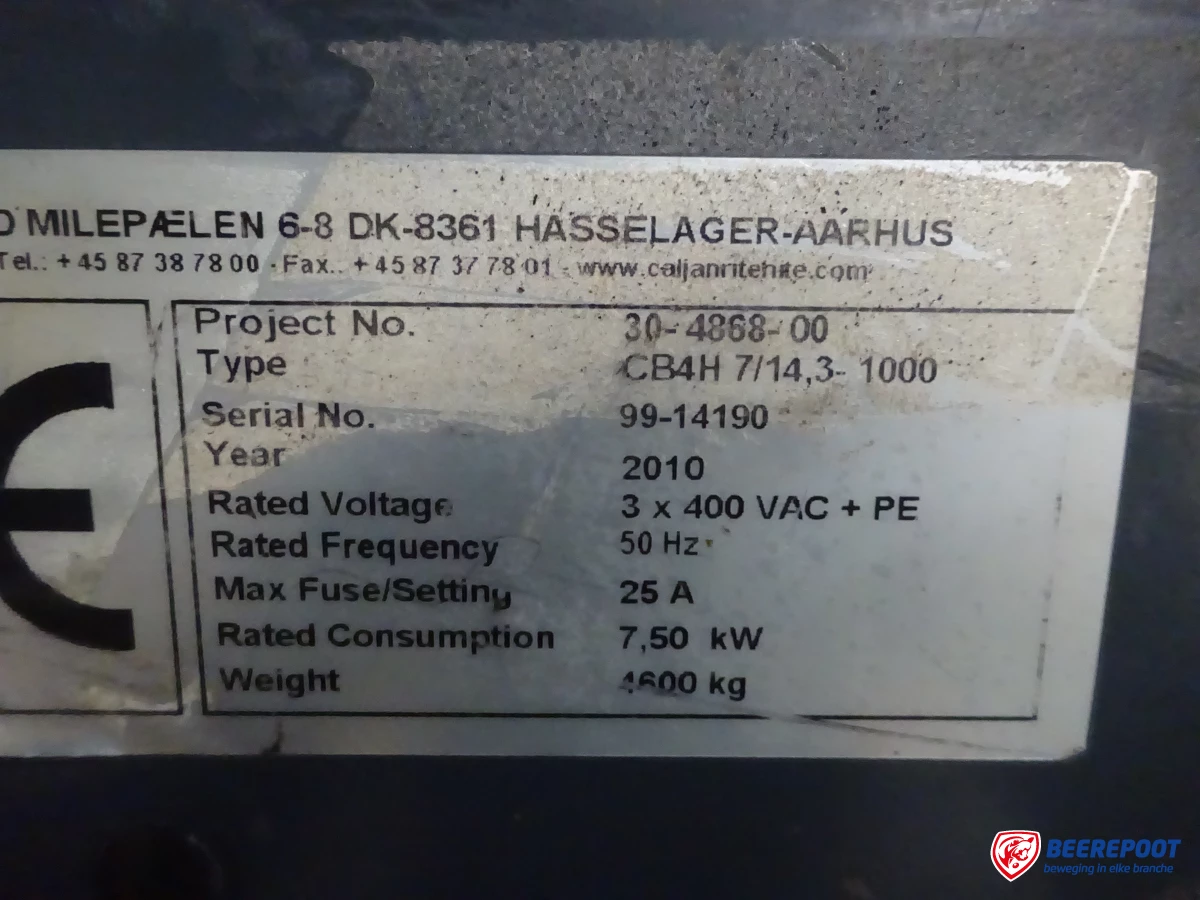 MILEPÆLEN 6-8 DK-8361 HASSELAGER-AARHUS
Tel.: +45 87 38 78 00 - Fax.: +45 87 37 78 01 - www.caljanritehite.com
Project No. 30-4868-00
Type CB4H 7/14,3- 1000
Serial No. 99-14190
Year 2010
Rated Voltage 3 x 400 VAC + PE
Rated Frequency 50 Hz
Max Fuse/Setting 25 A
Rated Consumption 7,50 kW
Weight 4600 kg
CE
BEEREPOOT
beweging in elke branche